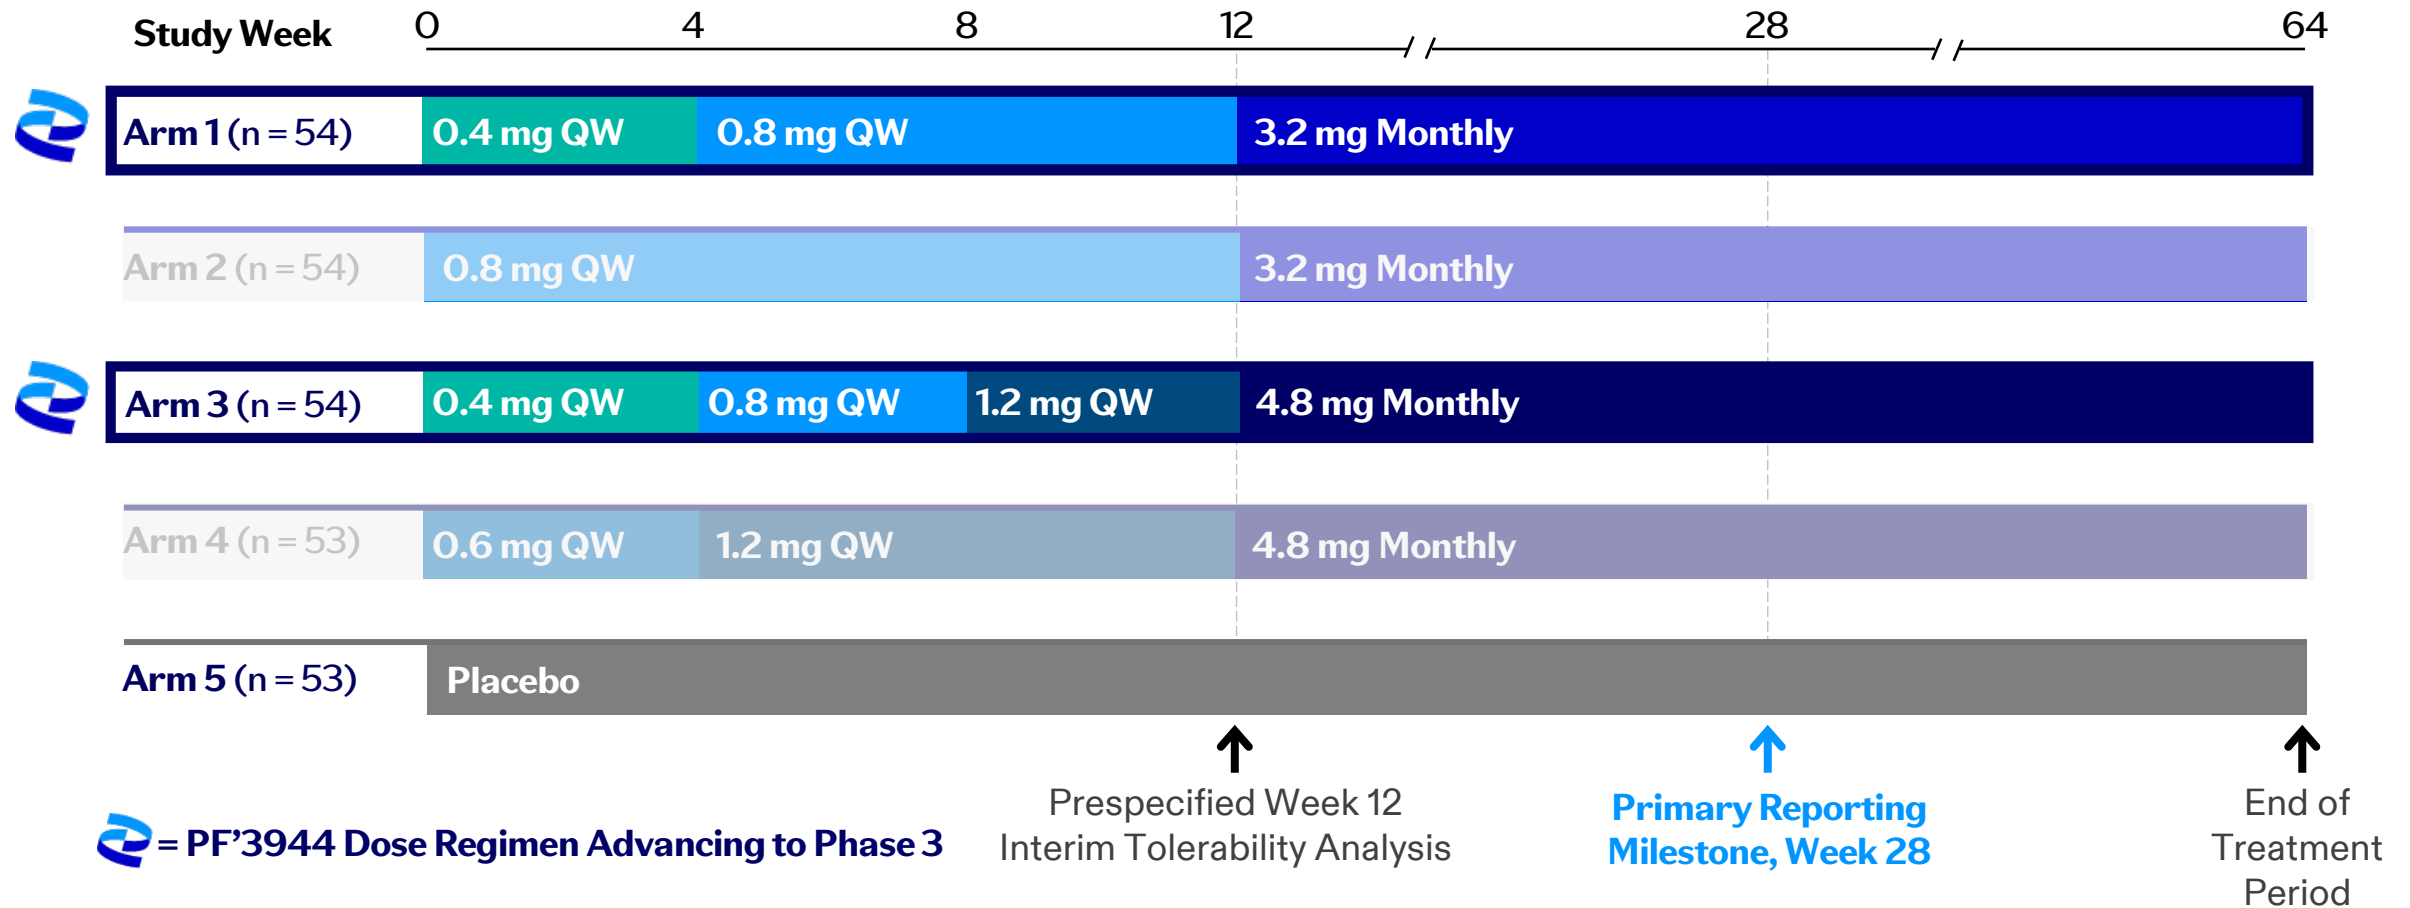 Study Week 0 4 8 12 28 64
Arm 1 (n = 54) 0.4 mg QW 0.8 mg QW 3.2 mg Monthly
Arm 2 (n = 54) 0.8 mg QW 3.2 mg Monthly
Arm 3 (n = 54) 0.4 mg QW 0.8 mg QW 1.2 mg QW 4.8 mg Monthly
Arm 4 (n = 53) 0.6 mg QW 1.2 mg QW 4.8 mg Monthly
Arm 5 (n = 53) Placebo
= PF’3944 Dose Regimen Advancing to Phase 3
Prespecified Week 12
Interim Tolerability Analysis
Primary Reporting
Milestone, Week 28
End of
Treatment
Period